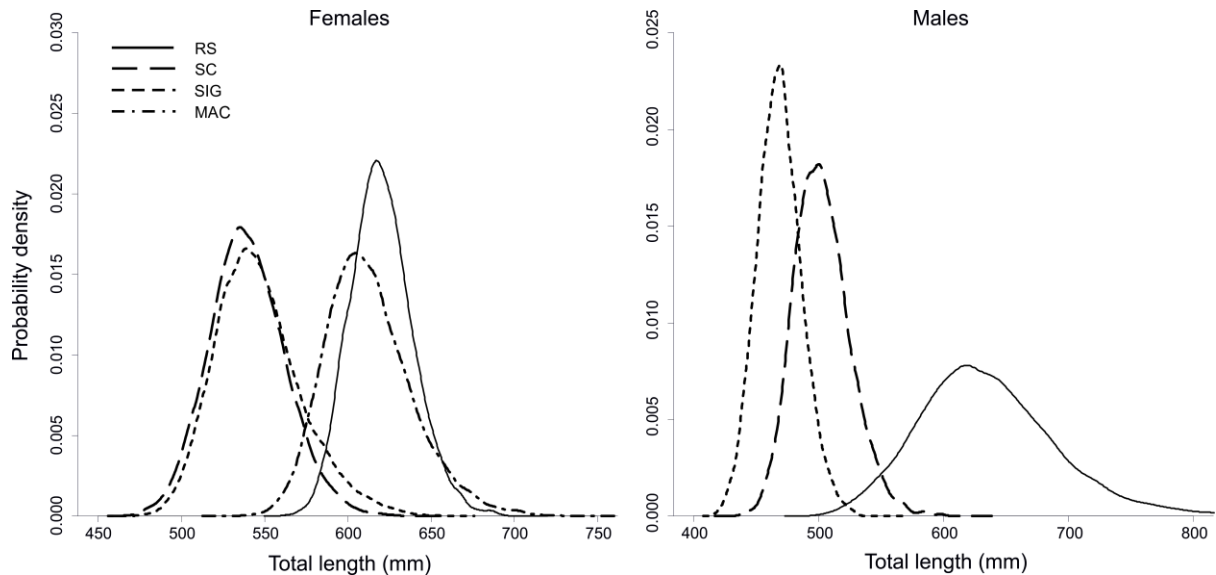 Females
Males
RS
SC
SIG
MAC
Probability density
0.030
0.025
0.020
0.015
0.010
0.005
0.000
450 500 550 600 650 700 750
Total length (mm)
0.025
0.020
0.015
0.010
0.005
0.000
400 500 600 700 800
Total length (mm)